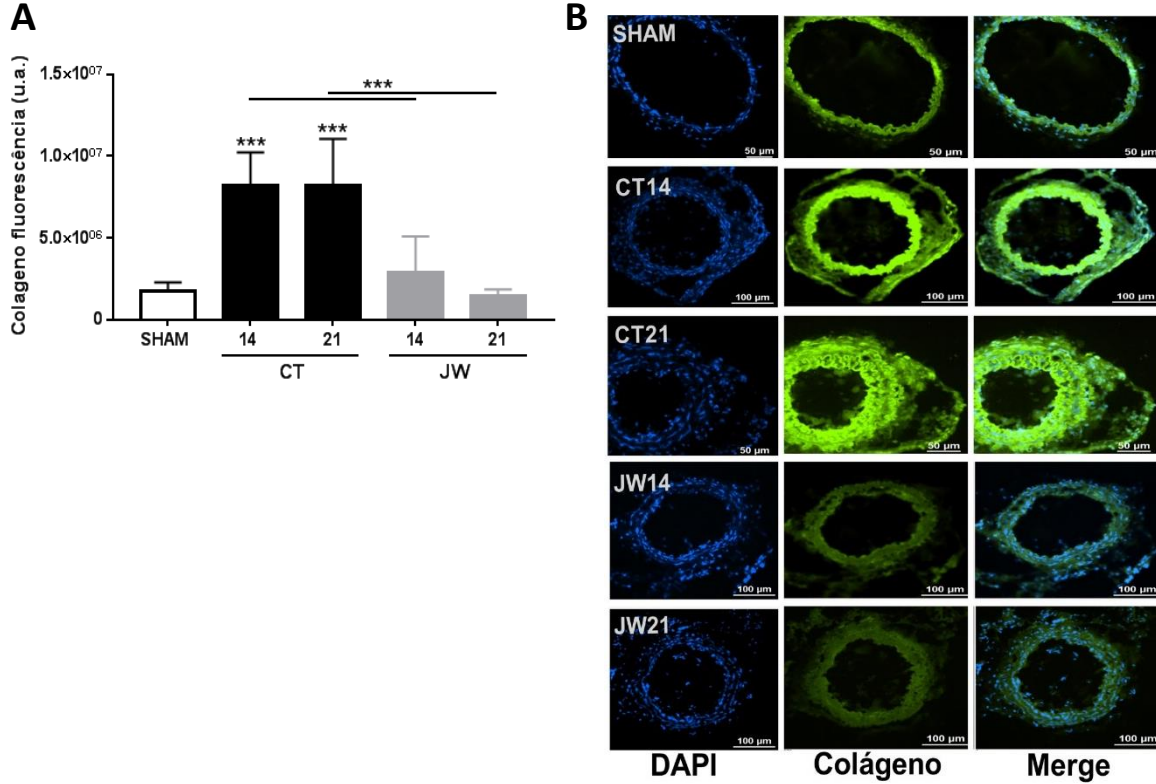 A
Colageno fluorescência (u.a.)
1.5×10⁰⁷
1.0×10⁰⁷
5.0×10⁰⁶
0
***
***
***
SHAM
14
21
14
21
CT
JW
B
SHAM
50 µm
50 µm
50 µm
CT14
100 µm
100 µm
100 µm
CT21
50 µm
50 µm
50 µm
JW14
100 µm
100 µm
100 µm
JW21
100 µm
100 µm
100 µm
DAPI
Colágeno
Merge